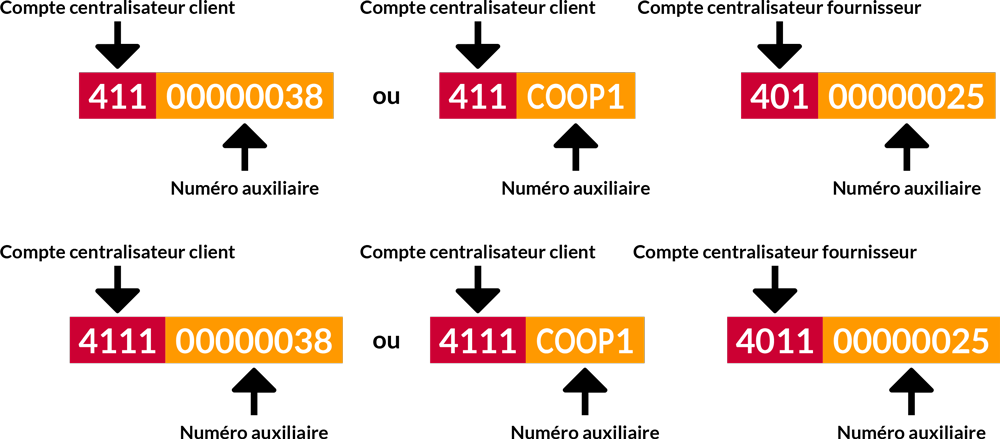 Compte centralisateur client
Compte centralisateur client
Compte centralisateur fournisseur
411 00000038
ou
411 COOP1
401 00000025
Numéro auxiliaire
Numéro auxiliaire
Numéro auxiliaire
Compte centralisateur client
Compte centralisateur client
Compte centralisateur fournisseur
4111 00000038
ou
4111 COOP1
4011 00000025
Numéro auxiliaire
Numéro auxiliaire
Numéro auxiliaire